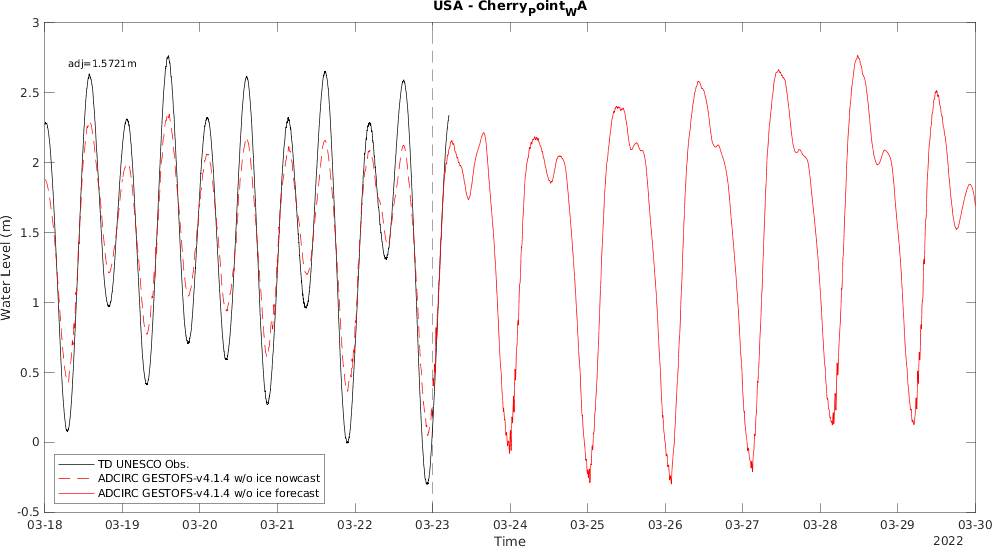 USA - CherryPointWA
adj=1.5721m
3
2.5
2
1.5
1
0.5
0
-0.5
Water Level (m)
TD UNESCO Obs.
ADCIRC GESTOFS-v4.1.4 w/o ice nowcast
ADCIRC GESTOFS-v4.1.4 w/o ice forecast
03-18 03-19 03-20 03-21 03-22 03-23 03-24 03-25 03-26 03-27 03-28 03-29 03-30
Time
2022